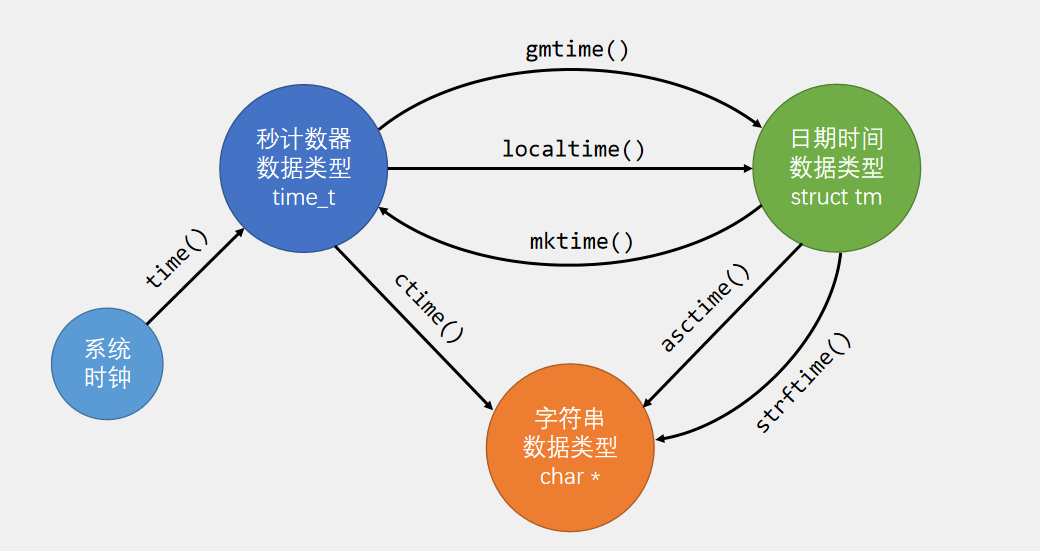 gmtime()
秒计数器
数据类型
time_t
localtime()
日期时间
数据类型
struct tm
mktime()
time()
ctime()
asctime()
strftime()
系统
时钟
字符串
数据类型
char *